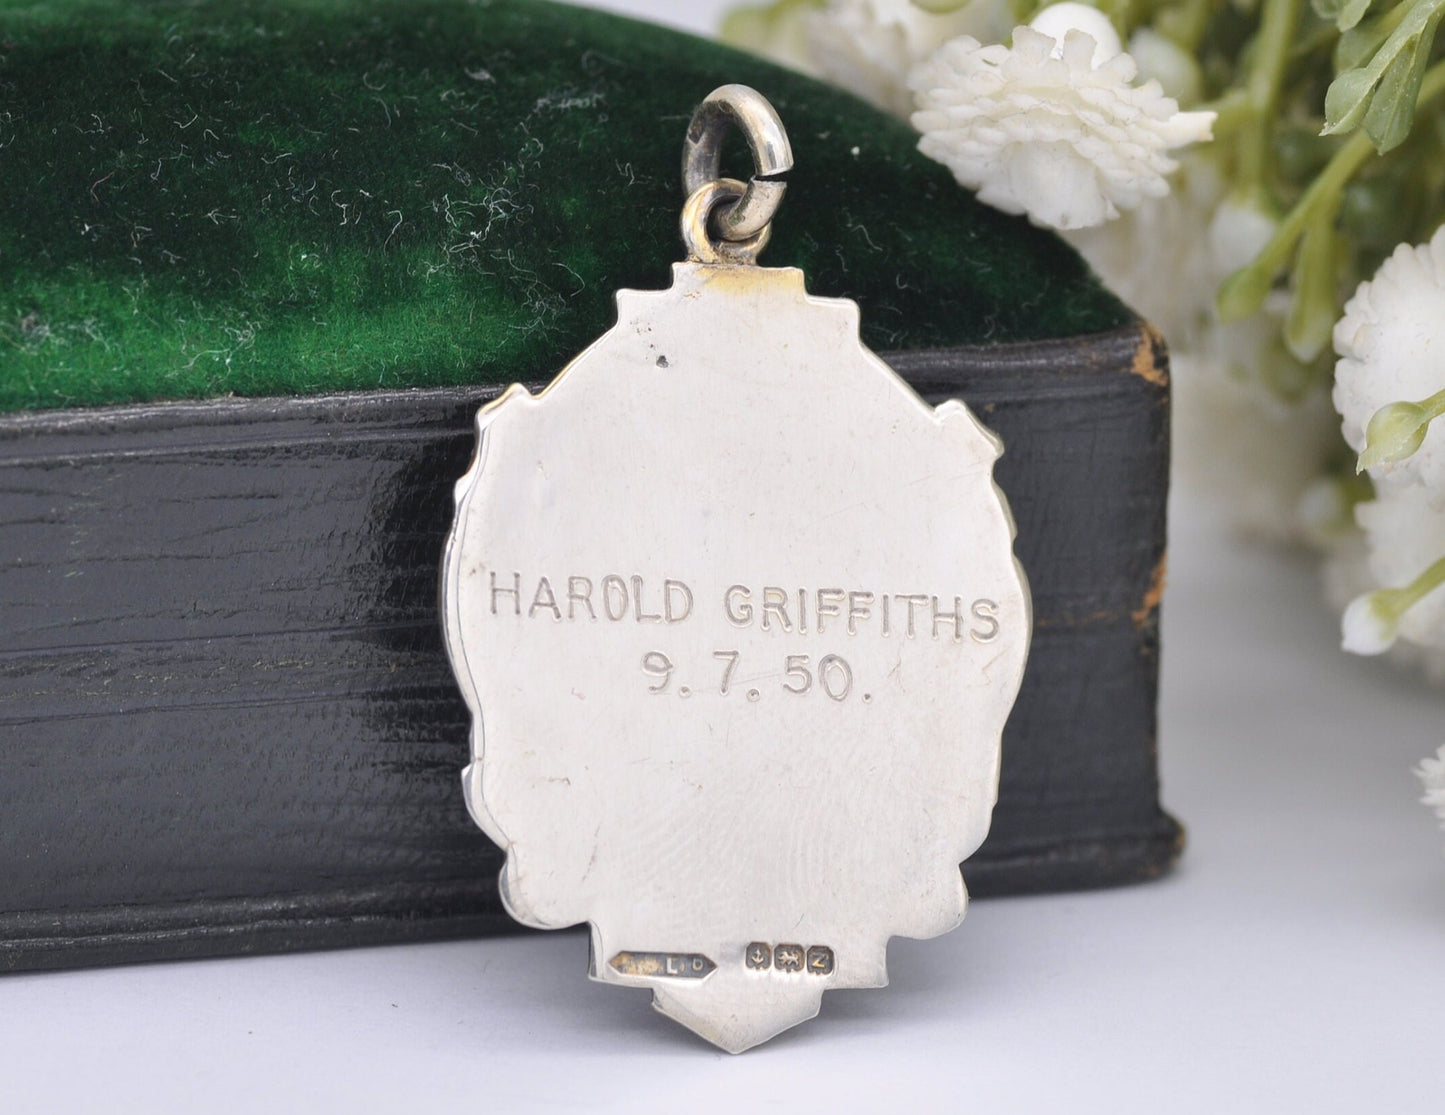 HAROLD GRIFFITHS
9.7.50.
Z